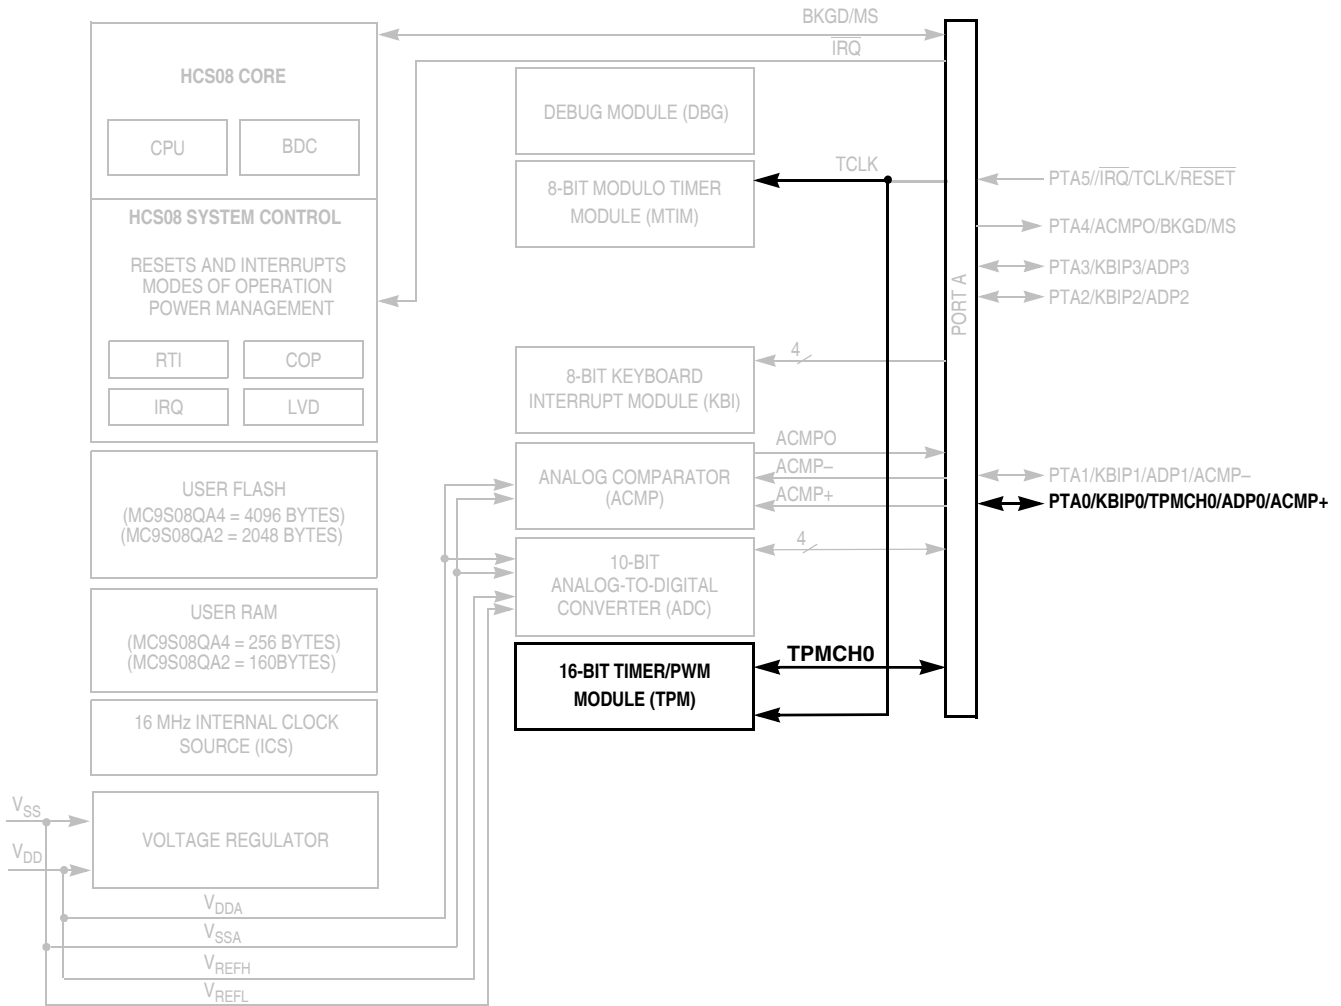 BKGD/MS
IRQ
HCS08 CORE
CPU
BDC
DEBUG MODULE (DBG)
TCLK
8-BIT MODULO TIMER
MODULE (MTIM)
HCS08 SYSTEM CONTROL
RESETS AND INTERRUPTS
MODES OF OPERATION
POWER MANAGEMENT
RTI
COP
IRQ
LVD
4
8-BIT KEYBOARD
INTERRUPT MODULE (KBI)
ACMPO
ACMP–
ACMP+
ANALOG COMPARATOR
(ACMP)
USER FLASH
(MC9S08QA4 = 4096 BYTES)
(MC9S08QA2 = 2048 BYTES)
4
10-BIT
ANALOG-TO-DIGITAL
CONVERTER (ADC)
USER RAM
(MC9S08QA4 = 256 BYTES)
(MC9S08QA2 = 160BYTES)
TPMCH0
16-BIT TIMER/PWM
MODULE (TPM)
16 MHz INTERNAL CLOCK
SOURCE (ICS)
VSS
VDD
VOLTAGE REGULATOR
VDDA
VSSA
VREFH
VREFL
PORT A
PTA5//IRQ/TCLK/RESET
PTA4/ACMPO/BKGD/MS
PTA3/KBIP3/ADP3
PTA2/KBIP2/ADP2
PTA1/KBIP1/ADP1/ACMP–
PTA0/KBIP0/TPMCH0/ADP0/ACMP+